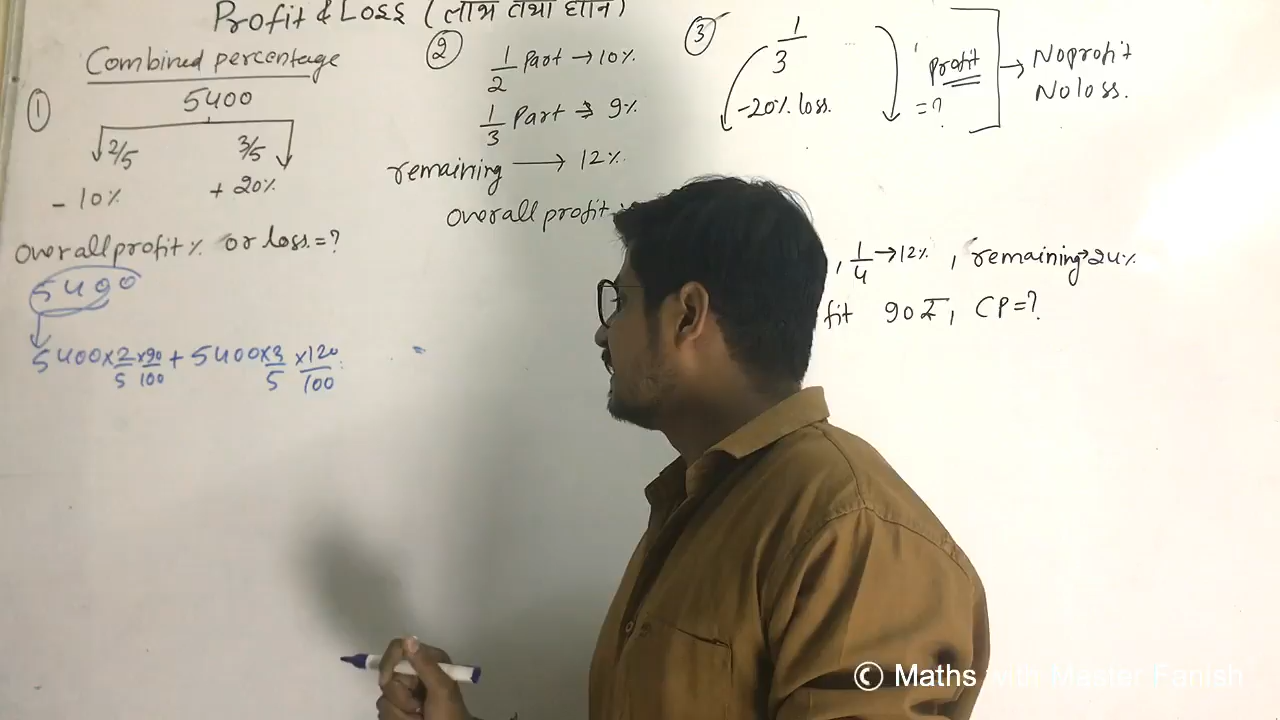 Profit & Loss (लाभ तथा हानि)
Combined percentage
① 5400
2/5 3/5
- 10% + 20%
overall profit % or loss = ?
5400
5400×2/5×90/100 + 5400×3/5×120/100 =
② 1/2 Part → 10%
1/3 Part → 9%
remaining → 12%
overall profit
③ 1/3
-20% loss.
profit
= ?
→ No profit
No loss.
, 1/4 → 12% , remaining → 24%
fit 90₹, CP = ?
© Maths with Master Fanish